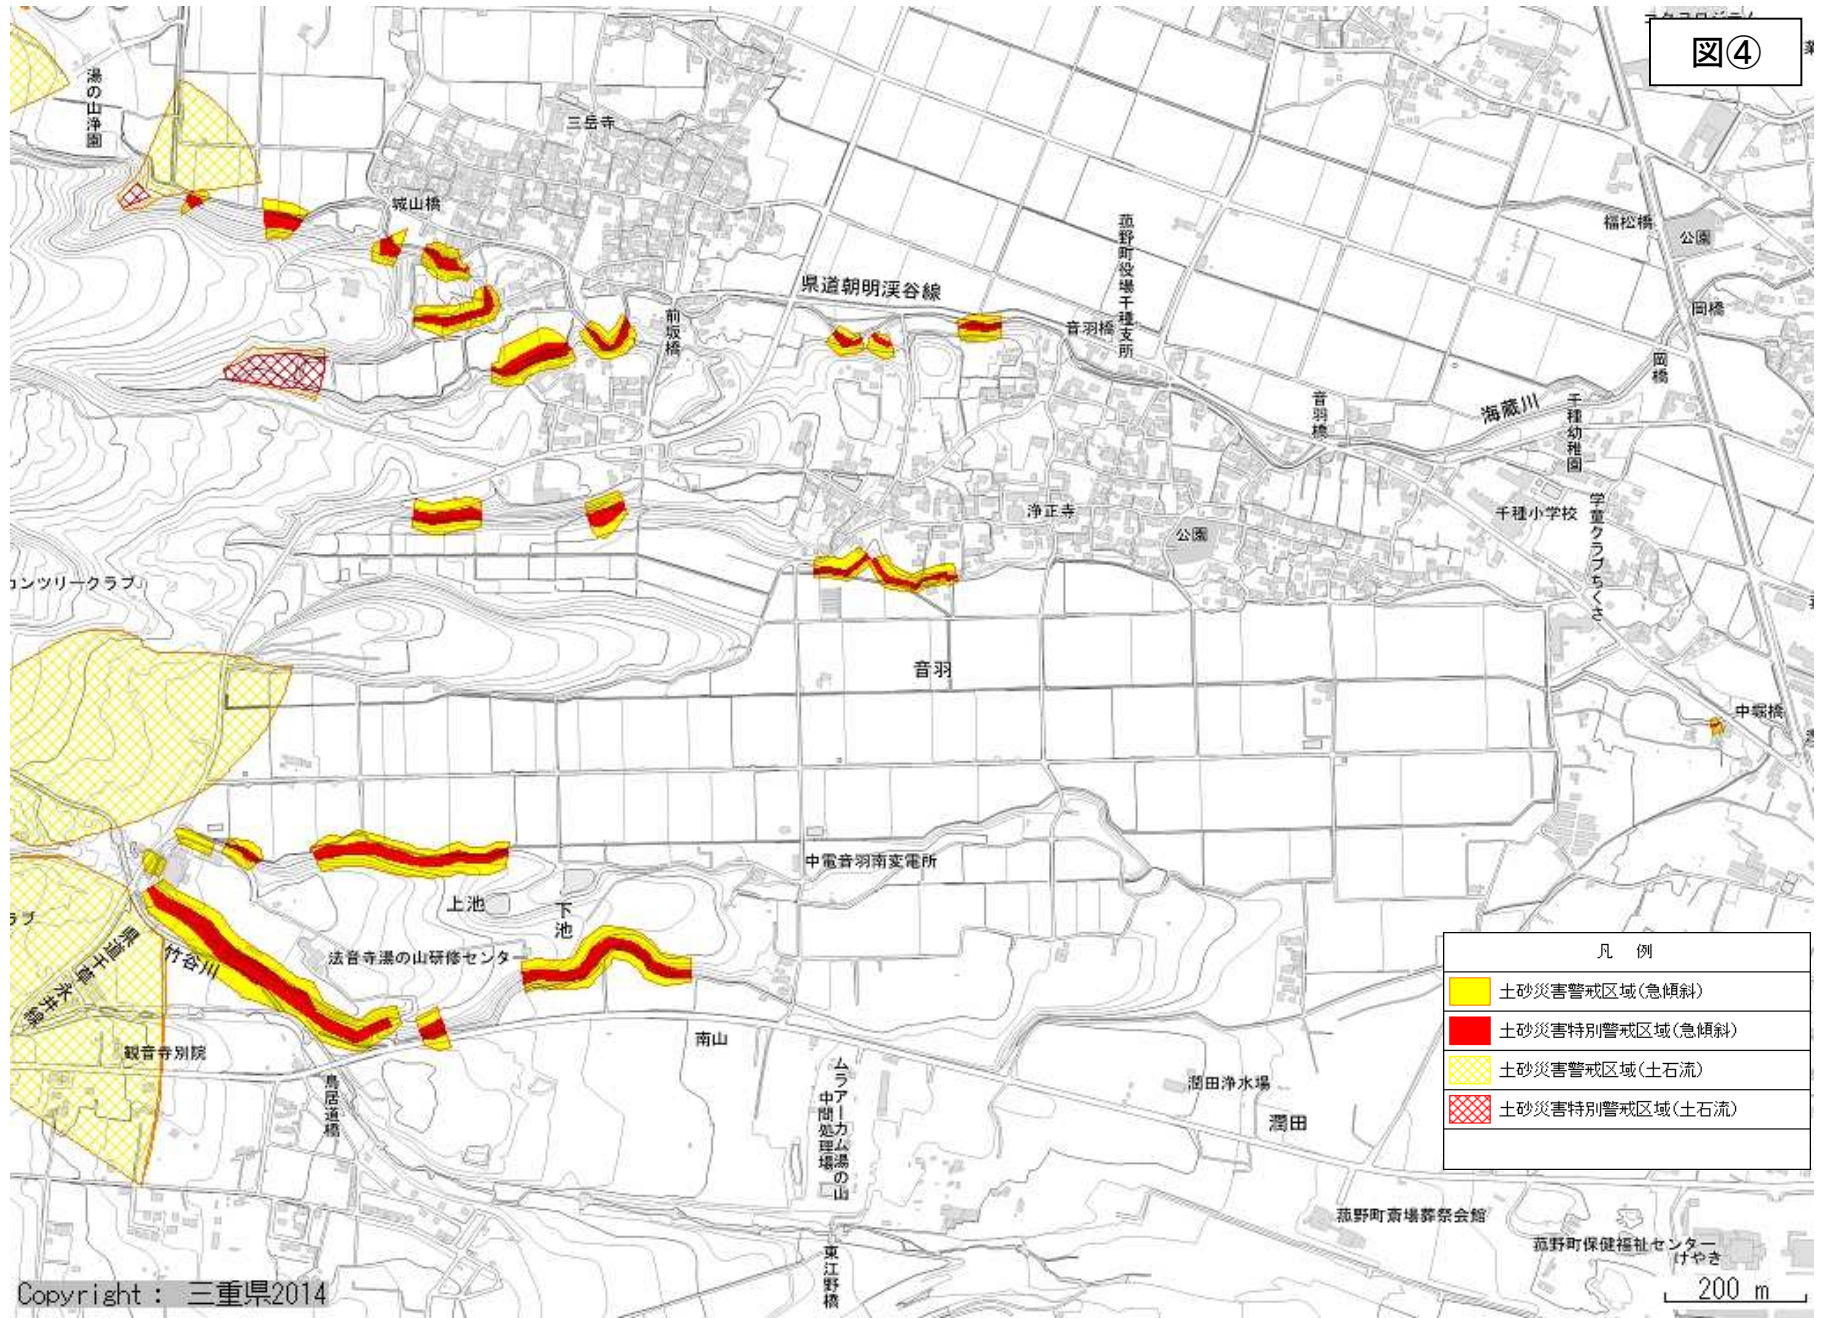 図④
湯の山浄園
三岳寺
城山橋
菰野町役場千種支所
福松橋
公園
県道朝明渓谷線
岡橋
前坂橋
音羽橋
岡橋
音羽橋
海蔵川
千種幼稚園
浄正寺
千種小学校
学童クラブちくさ
公園
カンツリークラブ
音羽
中堀橋
中電音羽南変電所
上池
下池
ラブ
県道千草永井線
竹谷川
法音寺湯の山研修センター
観音寺別院
南山
鳥居道橋
ムラアーカム湯の山
中間処理場
潤田浄水場
潤田
凡 例
土砂災害警戒区域(急傾斜)
土砂災害特別警戒区域(急傾斜)
土砂災害警戒区域(土石流)
土砂災害特別警戒区域(土石流)
菰野町斎場葬祭会館
菰野町保健福祉センター
けやき
東江野橋
200 m
Copyright : 三重県2014